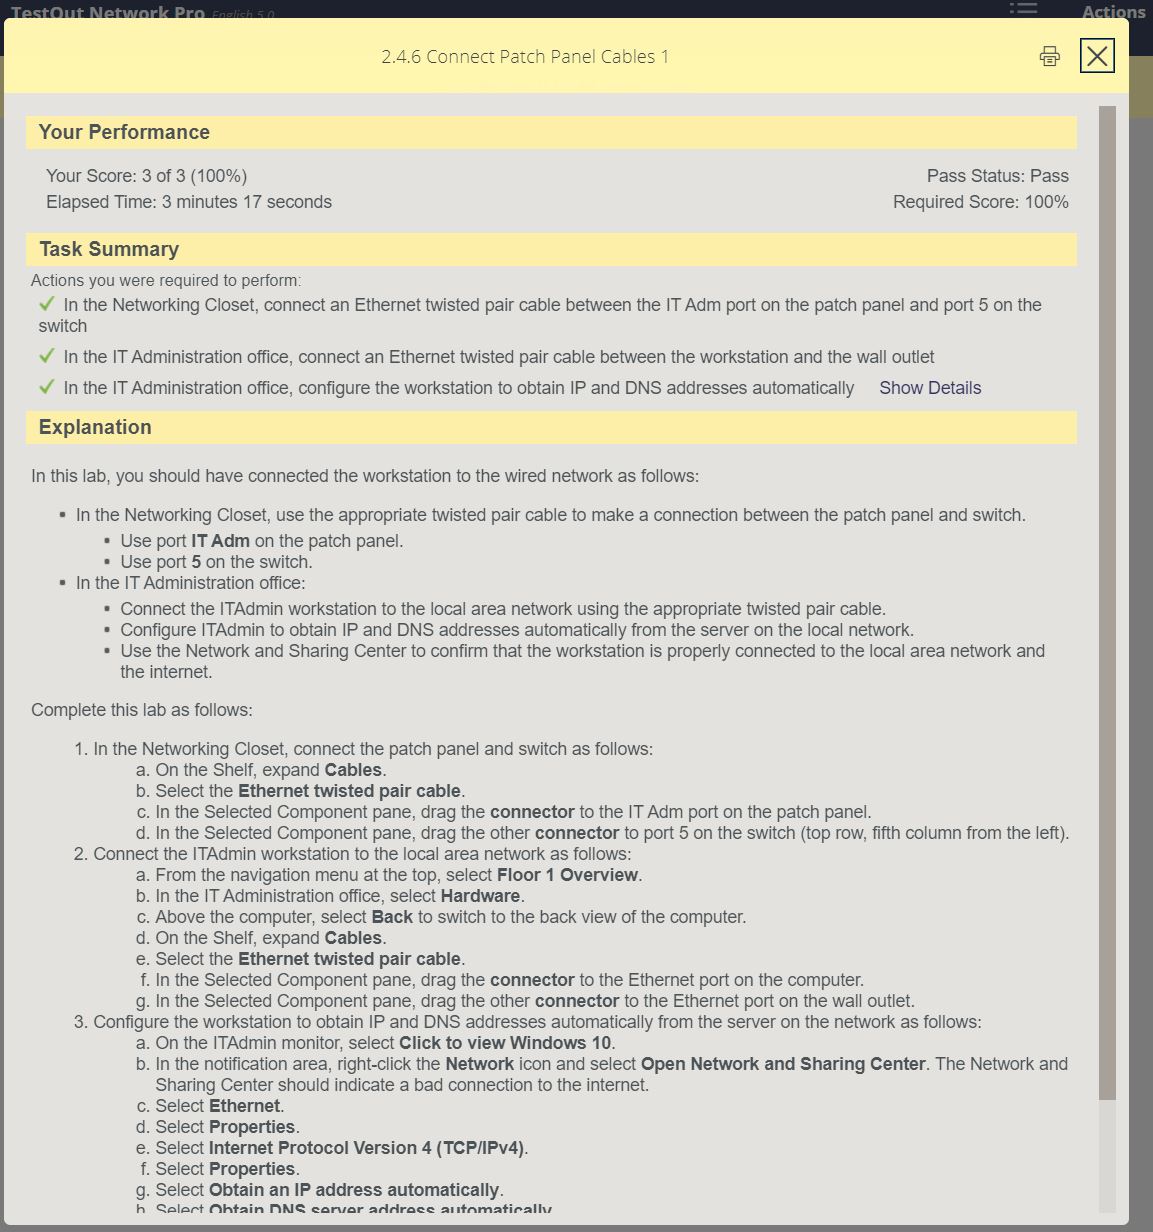 TestOut Network Pro English 5.0
Actions
2.4.6 Connect Patch Panel Cables 1
Your Performance
Your Score: 3 of 3 (100%)
Pass Status: Pass
Elapsed Time: 3 minutes 17 seconds
Required Score: 100%
Task Summary
Actions you were required to perform:
In the Networking Closet, connect an Ethernet twisted pair cable between the IT Adm port on the patch panel and port 5 on the
switch
In the IT Administration office, connect an Ethernet twisted pair cable between the workstation and the wall outlet
In the IT Administration office, configure the workstation to obtain IP and DNS addresses automatically Show Details
Explanation
In this lab, you should have connected the workstation to the wired network as follows:
In the Networking Closet, use the appropriate twisted pair cable to make a connection between the patch panel and switch.
Use port IT Adm on the patch panel.
Use port 5 on the switch.
In the IT Administration office:
Connect the ITAdmin workstation to the local area network using the appropriate twisted pair cable.
Configure ITAdmin to obtain IP and DNS addresses automatically from the server on the local network.
Use the Network and Sharing Center to confirm that the workstation is properly connected to the local area network and
the internet.
Complete this lab as follows:
1. In the Networking Closet, connect the patch panel and switch as follows:
a. On the Shelf, expand Cables.
b. Select the Ethernet twisted pair cable.
c. In the Selected Component pane, drag the connector to the IT Adm port on the patch panel.
d. In the Selected Component pane, drag the other connector to port 5 on the switch (top row, fifth column from the left).
2. Connect the ITAdmin workstation to the local area network as follows:
a. From the navigation menu at the top, select Floor 1 Overview.
b. In the IT Administration office, select Hardware.
c. Above the computer, select Back to switch to the back view of the computer.
d. On the Shelf, expand Cables.
e. Select the Ethernet twisted pair cable.
f. In the Selected Component pane, drag the connector to the Ethernet port on the computer.
g. In the Selected Component pane, drag the other connector to the Ethernet port on the wall outlet.
3. Configure the workstation to obtain IP and DNS addresses automatically from the server on the network as follows:
a. On the ITAdmin monitor, select Click to view Windows 10.
b. In the notification area, right-click the Network icon and select Open Network and Sharing Center. The Network and
Sharing Center should indicate a bad connection to the internet.
c. Select Ethernet.
d. Select Properties.
e. Select Internet Protocol Version 4 (TCP/IPv4).
f. Select Properties.
g. Select Obtain an IP address automatically.
h. Select Obtain DNS server address automatically